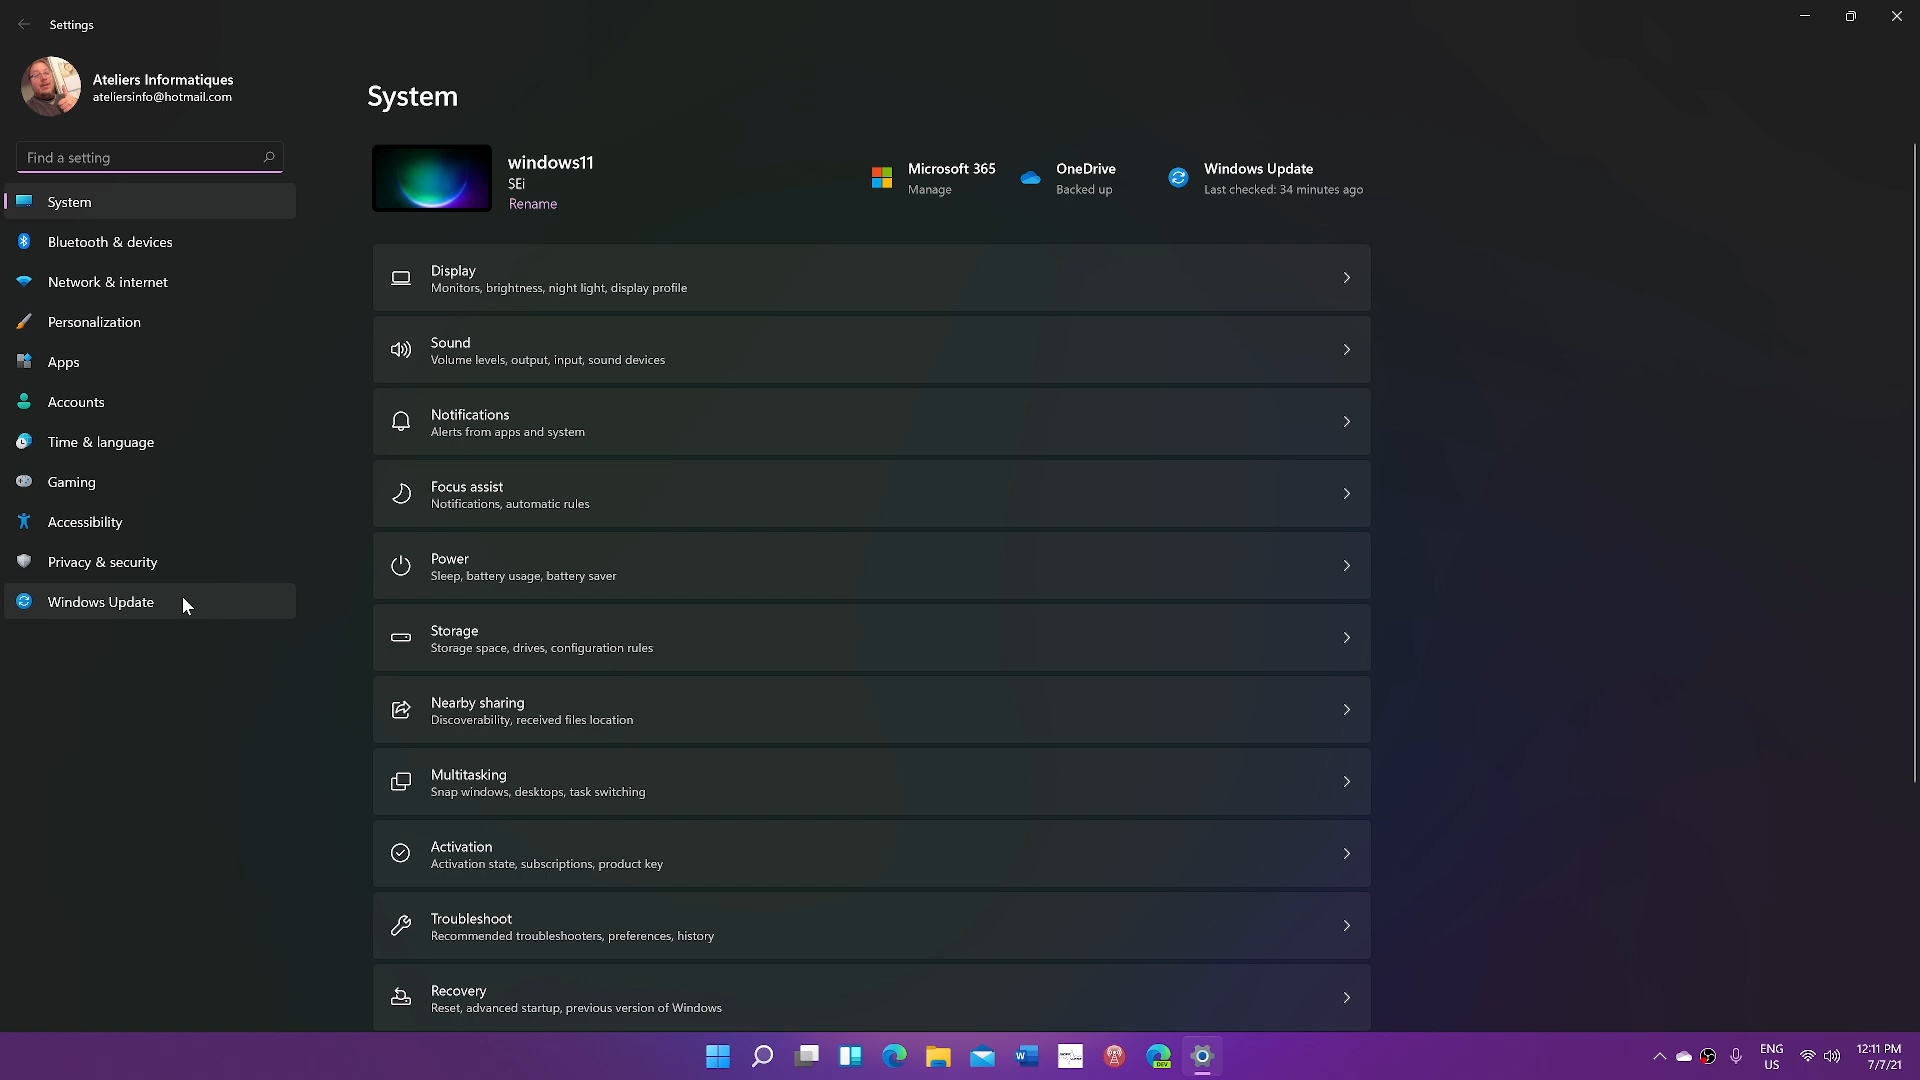 Settings
Ateliers Informatiques
ateliersinfo@hotmail.com
Find a setting
System
Bluetooth & devices
Network & internet
Personalization
Apps
Accounts
Time & language
Gaming
Accessibility
Privacy & security
Windows Update
System
windows11
SEi
Rename
Microsoft 365
Manage
OneDrive
Backed up
Windows Update
Last checked: 34 minutes ago
Display
Monitors, brightness, night light, display profile
Sound
Volume levels, output, input, sound devices
Notifications
Alerts from apps and system
Focus assist
Notifications, automatic rules
Power
Sleep, battery usage, battery saver
Storage
Storage space, drives, configuration rules
Nearby sharing
Discoverability, received files location
Multitasking
Snap windows, desktops, task switching
Activation
Activation state, subscriptions, product key
Troubleshoot
Recommended troubleshooters, preferences, history
Recovery
Reset, advanced startup, previous version of Windows
W
DEV
ENG
US
12:11 PM
7/7/21